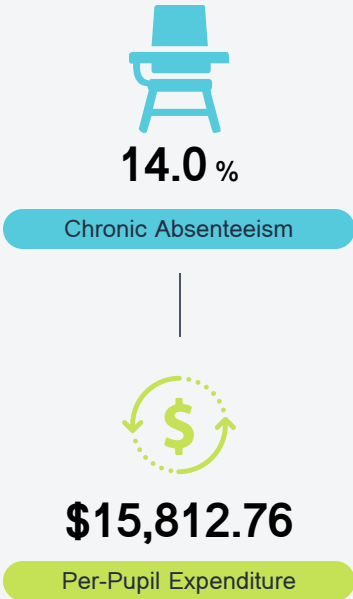 14.0 %
Chronic Absenteeism
$
$15,812.76
Per-Pupil Expenditure